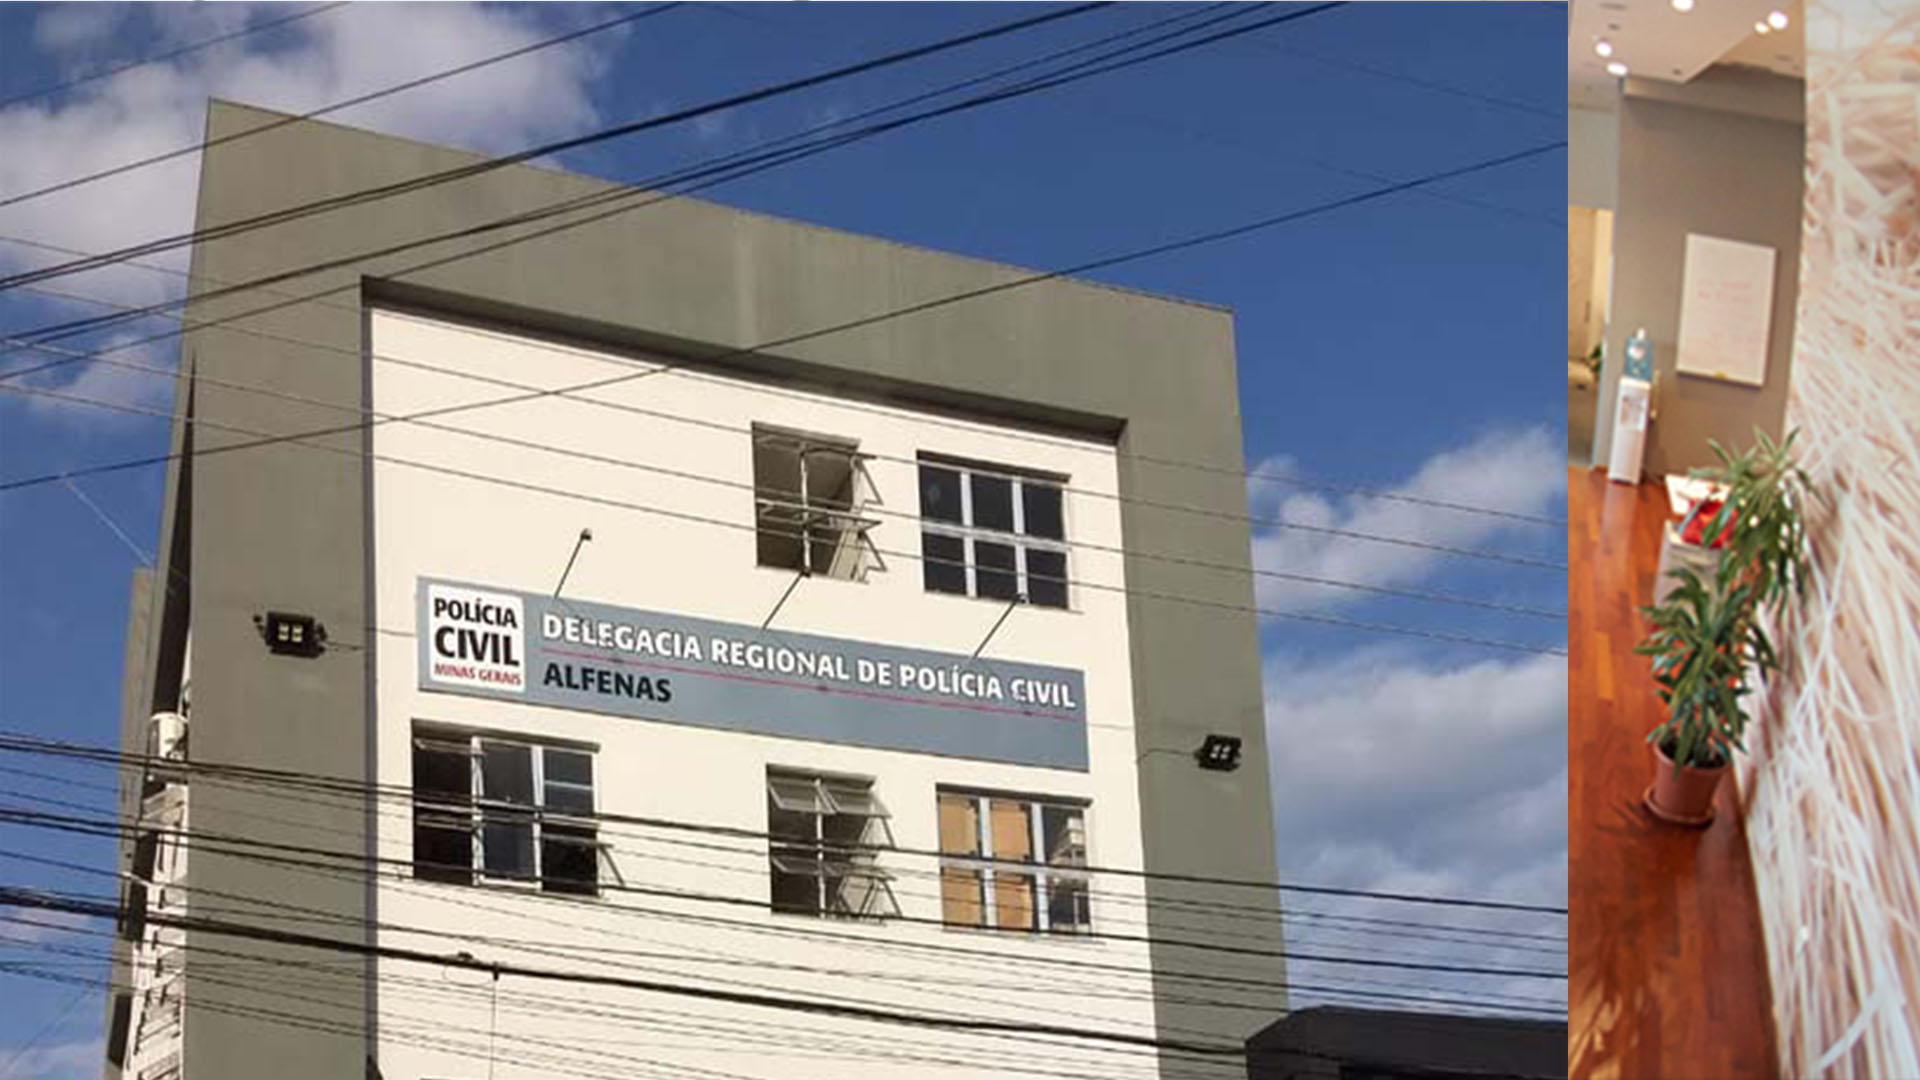 POLÍCIA
CIVIL
MINAS GERAIS
DELEGACIA REGIONAL DE POLÍCIA CIVIL
ALFENAS